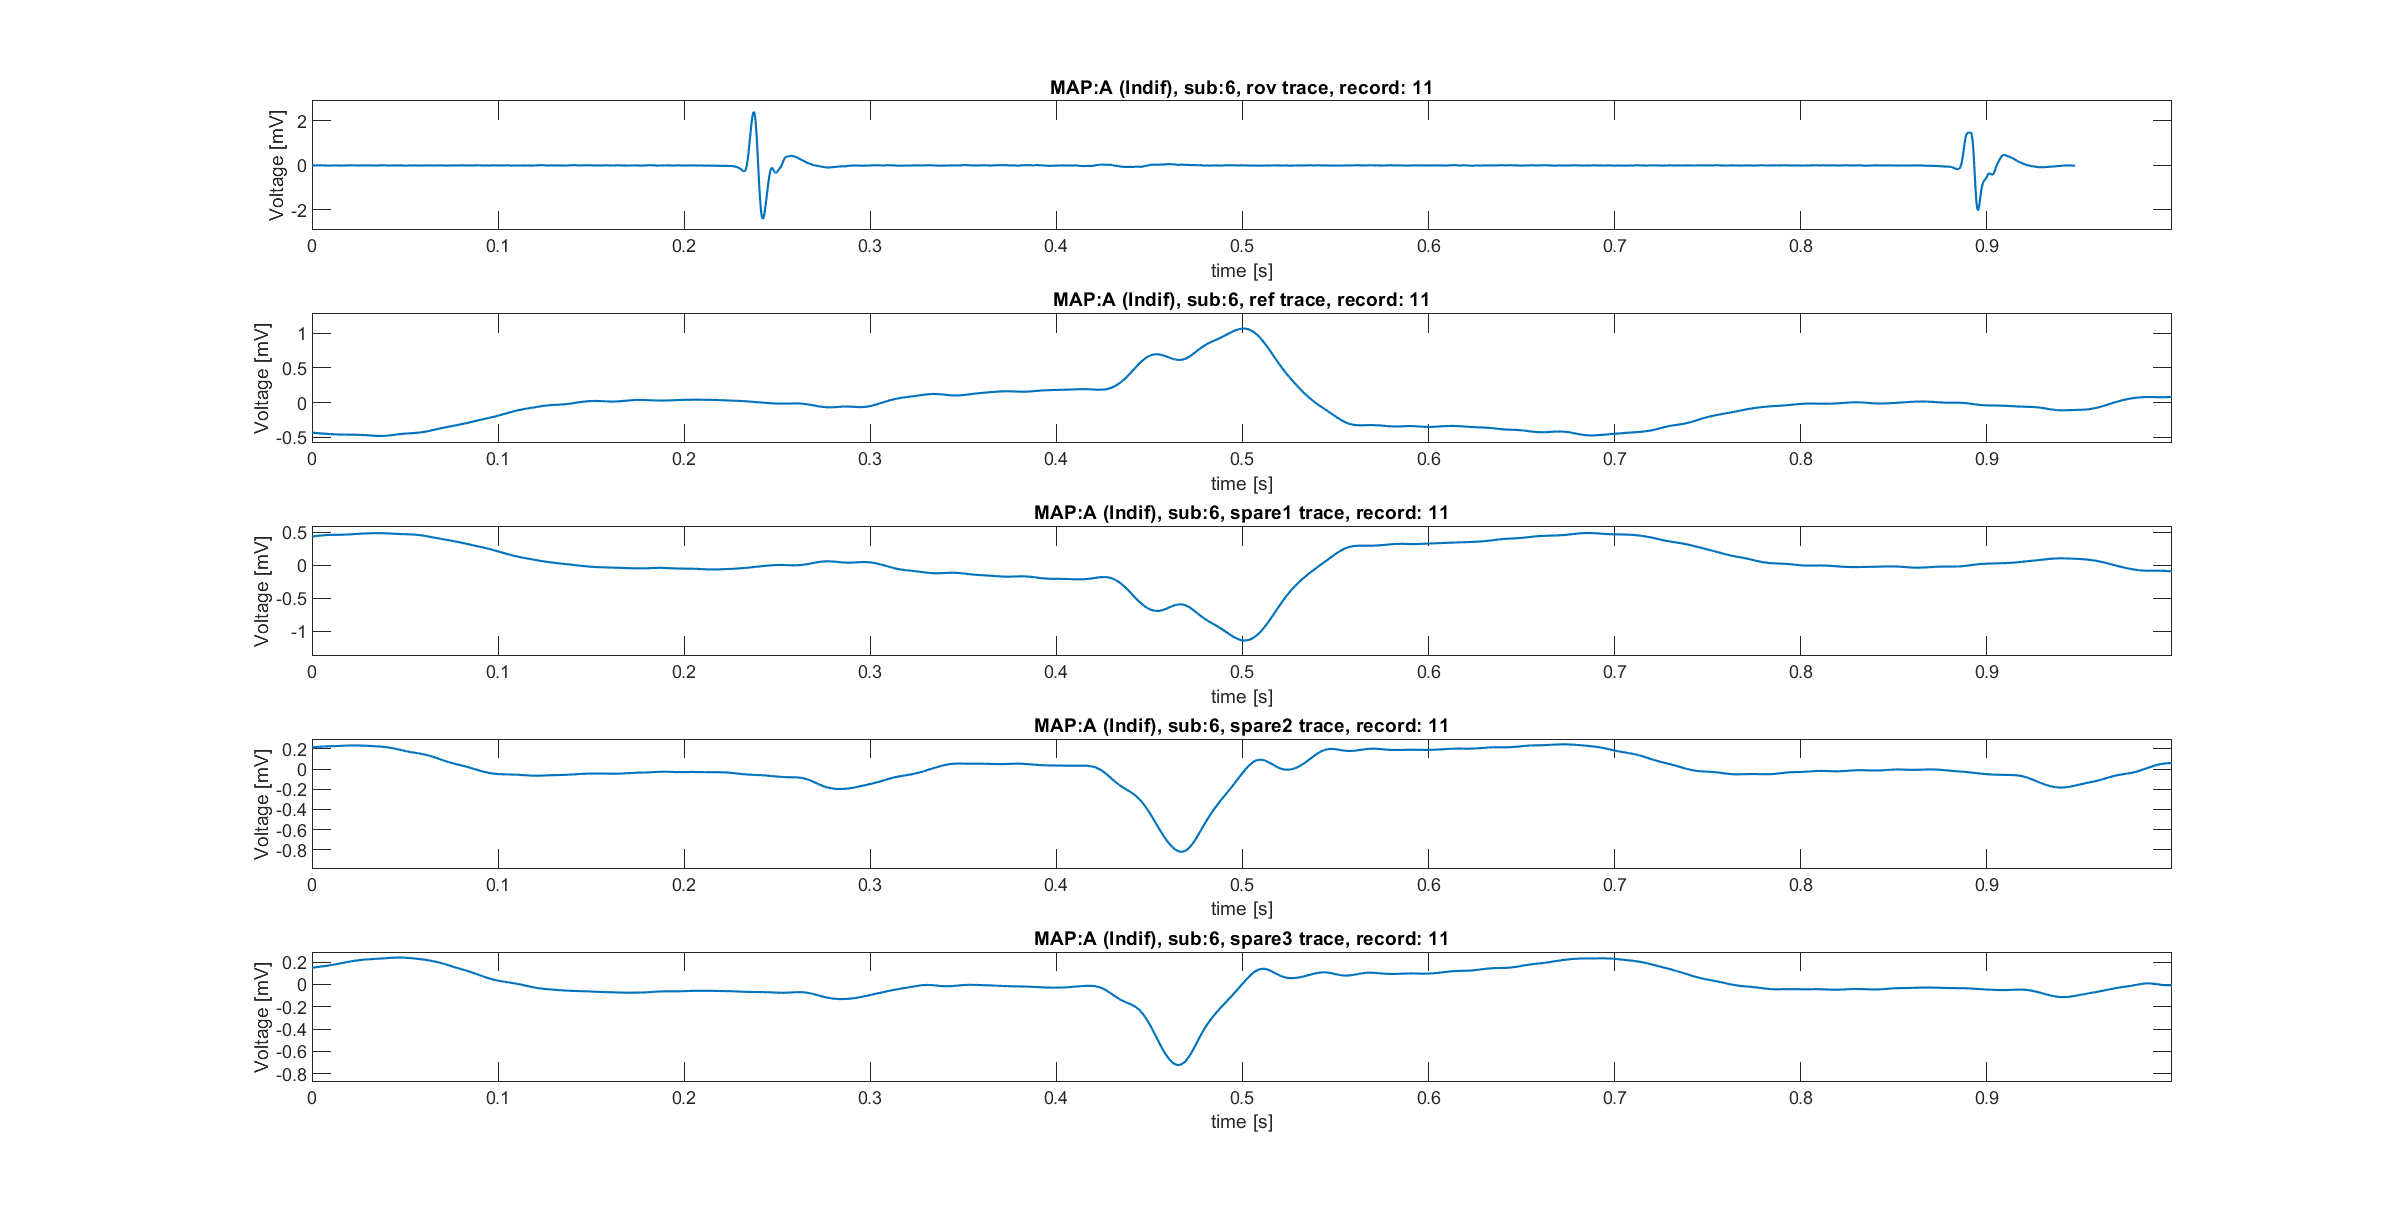 MAP:A (Indif), sub:6, rov trace, record: 11
Voltage [mV]
2
0
-2
0 0.1 0.2 0.3 0.4 0.5 0.6 0.7 0.8 0.9
time [s]
MAP:A (Indif), sub:6, ref trace, record: 11
Voltage [mV]
1
0.5
0
-0.5
0 0.1 0.2 0.3 0.4 0.5 0.6 0.7 0.8 0.9
time [s]
MAP:A (Indif), sub:6, spare1 trace, record: 11
Voltage [mV]
0.5
0
-0.5
-1
0 0.1 0.2 0.3 0.4 0.5 0.6 0.7 0.8 0.9
time [s]
MAP:A (Indif), sub:6, spare2 trace, record: 11
Voltage [mV]
0.2
0
-0.2
-0.4
-0.6
-0.8
0 0.1 0.2 0.3 0.4 0.5 0.6 0.7 0.8 0.9
time [s]
MAP:A (Indif), sub:6, spare3 trace, record: 11
Voltage [mV]
0.2
0
-0.2
-0.4
-0.6
-0.8
0 0.1 0.2 0.3 0.4 0.5 0.6 0.7 0.8 0.9
time [s]